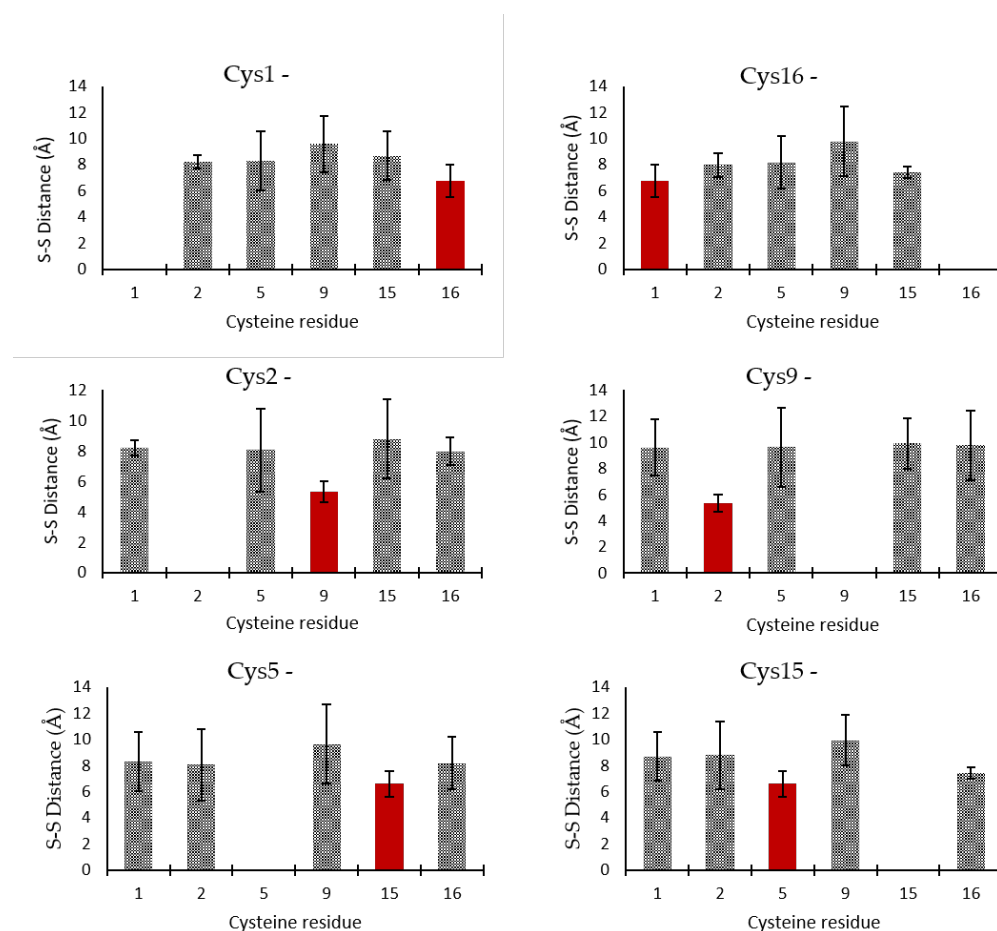 Cys1 -
S-S Distance (Å)
14
12
10
8
6
4
2
0
1 2 5 9 15 16
Cysteine residue
Cys16 -
S-S Distance (Å)
14
12
10
8
6
4
2
0
1 2 5 9 15 16
Cysteine residue
Cys2 -
S-S Distance (Å)
12
10
8
6
4
2
0
1 2 5 9 15 16
Cysteine residue
Cys9 -
S-S Distance (Å)
14
12
10
8
6
4
2
0
1 2 5 9 15 16
Cysteine residue
Cys5 -
S-S Distance (Å)
14
12
10
8
6
4
2
0
1 2 5 9 15 16
Cysteine residue
Cys15 -
S-S Distance (Å)
14
12
10
8
6
4
2
0
1 2 5 9 15 16
Cysteine residue